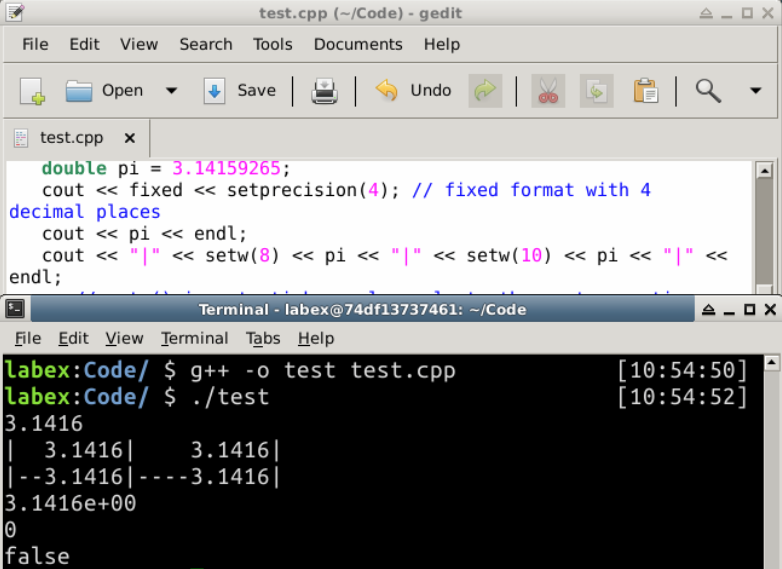 test.cpp (~/Code) - gedit
File Edit View Search Tools Documents Help
Open Save Undo
test.cpp x
double pi = 3.14159265;
cout << fixed << setprecision(4); // fixed format with 4
decimal places
cout << pi << endl;
cout << "|" << setw(8) << pi << "|" << setw(10) << pi << "|" <<
endl;
Terminal - labex@74df13737461: ~/Code
File Edit View Terminal Tabs Help
labex:Code/ $ g++ -o test test.cpp [10:54:50]
labex:Code/ $ ./test [10:54:52]
3.1416
|  3.1416|    3.1416|
|--3.1416|----3.1416|
3.1416e+00
0
false